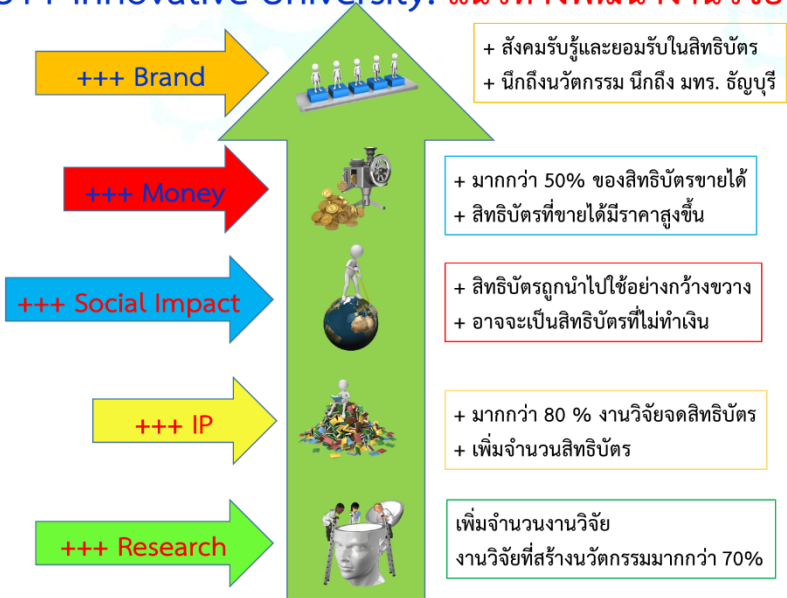 Innovative University:
+++ Brand
+ สังคมรับรู้และยอมรับในสิทธิบัตร
+ นึกถึงนวัตกรรม นึกถึง มทร. ธัญบุรี
+++ Money
+ มากกว่า 50% ของสิทธิบัตรขายได้
+ สิทธิบัตรที่ขายได้มีราคาสูงขึ้น
+++ Social Impact
+ สิทธิบัตรถูกนำไปใช้อย่างกว้างขวาง
+ อาจจะเป็นสิทธิบัตรที่ไม่ทำเงิน
+++ IP
+ มากกว่า 80 % งานวิจัยจดสิทธิบัตร
+ เพิ่มจำนวนสิทธิบัตร
+++ Research
เพิ่มจำนวนงานวิจัย
งานวิจัยที่สร้างนวัตกรรมมากกว่า 70%